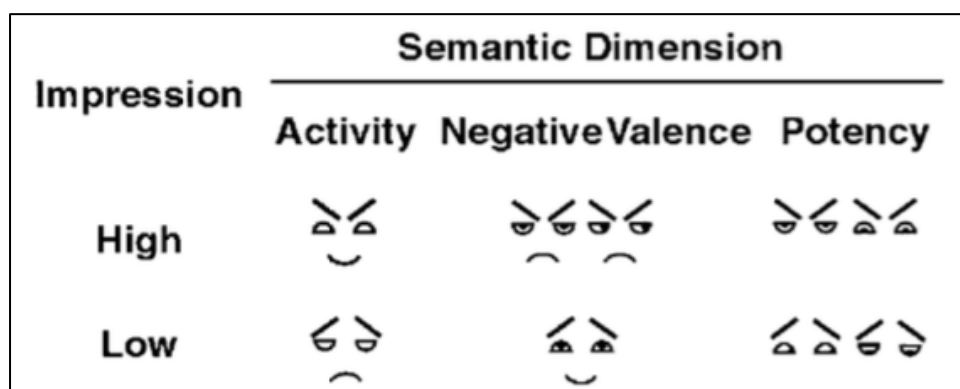 Semantic Dimension
Impression
Activity Negative Valence Potency
High
Low